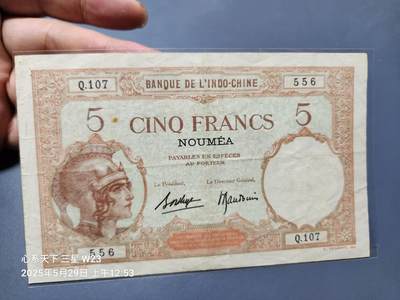 Q.107 BANQUE DE L'INDO-CHINE 556
5 CINQ FRANCS 5
NOUMÉA
PAYABLES EN ESPÈCES
AU PORTEUR
Le Président, Le Directeur Général,
556 Q.107
心系天下 三星 W23
2025年5月29日 上午12:53